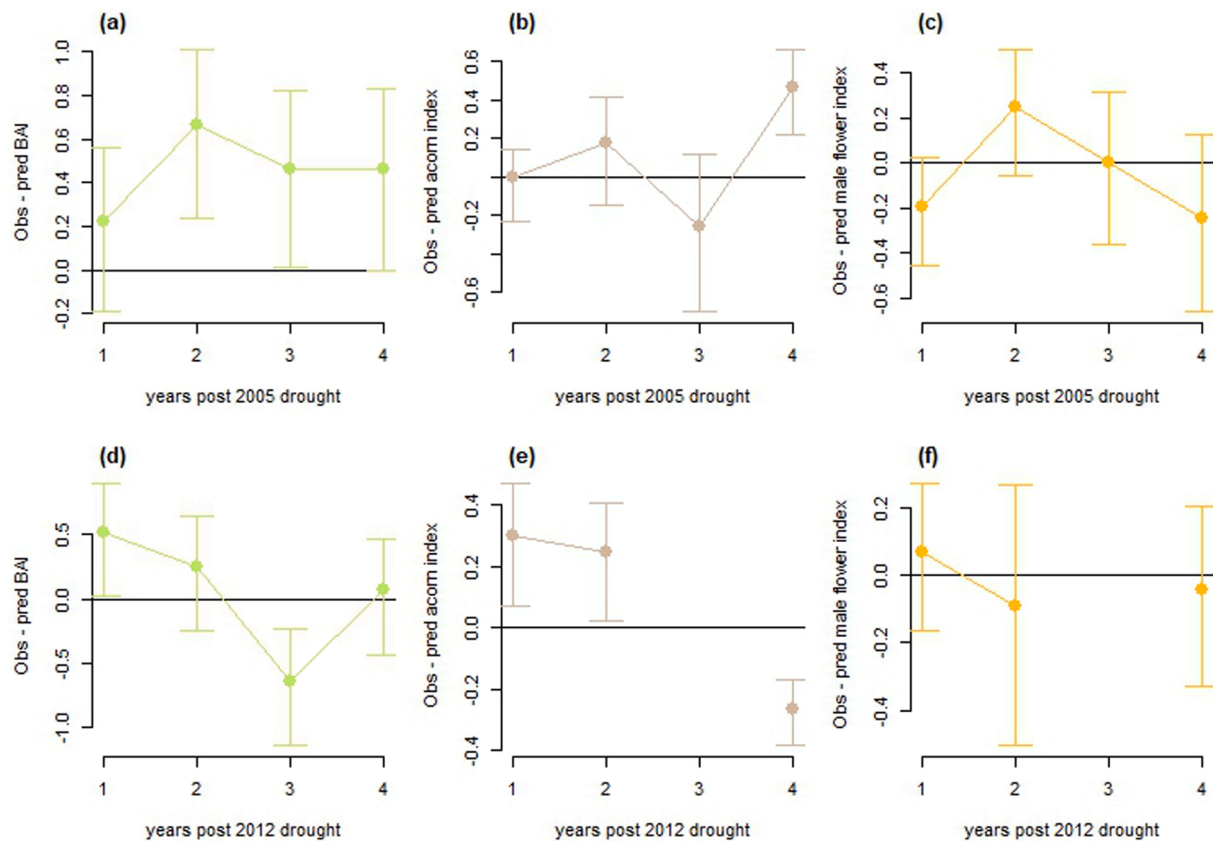 (a)
Obs - pred BAI
1.0
0.8
0.6
0.4
0.2
0.0
-0.2
1 2 3 4
years post 2005 drought
(b)
Obs - pred acorn index
0.6
0.2
-0.2
-0.6
1 2 3 4
years post 2005 drought
(c)
Obs - pred male flower index
0.4
0.2
0.0
-0.2
-0.4
-0.6
1 2 3 4
years post 2005 drought
(d)
Obs - pred BAI
0.5
0.0
-0.5
-1.0
1 2 3 4
years post 2012 drought
(e)
Obs - pred acorn index
0.4
0.2
0.0
-0.2
-0.4
1 2 3 4
years post 2012 drought
(f)
Obs - pred male flower index
0.2
0.0
-0.2
-0.4
1 2 3 4
years post 2012 drought